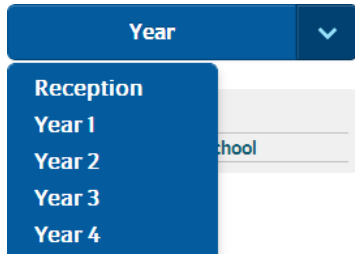 Year
Reception
Year 1
chool
Year 2
Year 3
Year 4